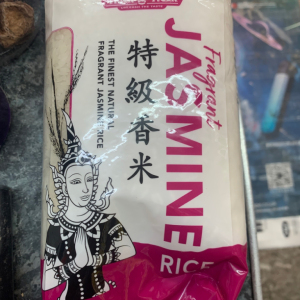 Fragrant
JASMINE
RICE
特級香米
THE FINEST NATURAL
FRAGRANT JASMINE RICE